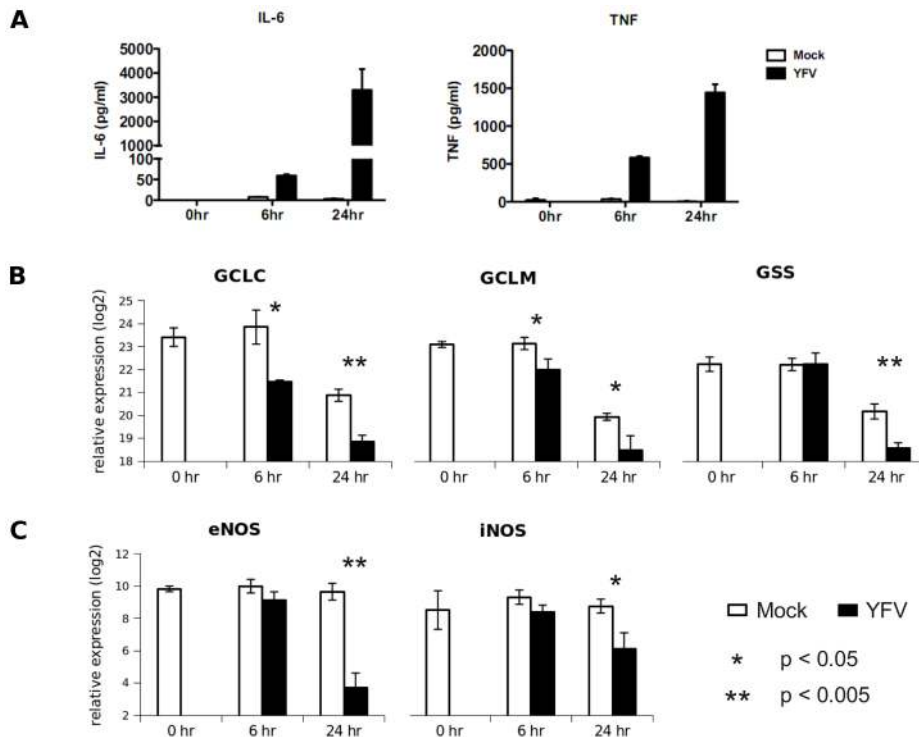 A
IL-6
TNF
IL-6 (pg/ml)
5000
4000
3000
2000
1000
100
50
0
0hr
6hr
24hr
TNF (pg/ml)
2000
1500
1000
500
0
0hr
6hr
24hr
Mock
YFV
B
GCLC
GCLM
GSS
relative expression (log2)
25
24
23
22
21
20
19
18
*
**
*
*
**
0 hr
6 hr
24 hr
0 hr
6 hr
24 hr
0 hr
6 hr
24 hr
C
eNOS
iNOS
relative expression (log2)
12
10
8
6
4
2
**
*
0 hr
6 hr
24 hr
0 hr
6 hr
24 hr
Mock
YFV
* p < 0.05
** p < 0.005